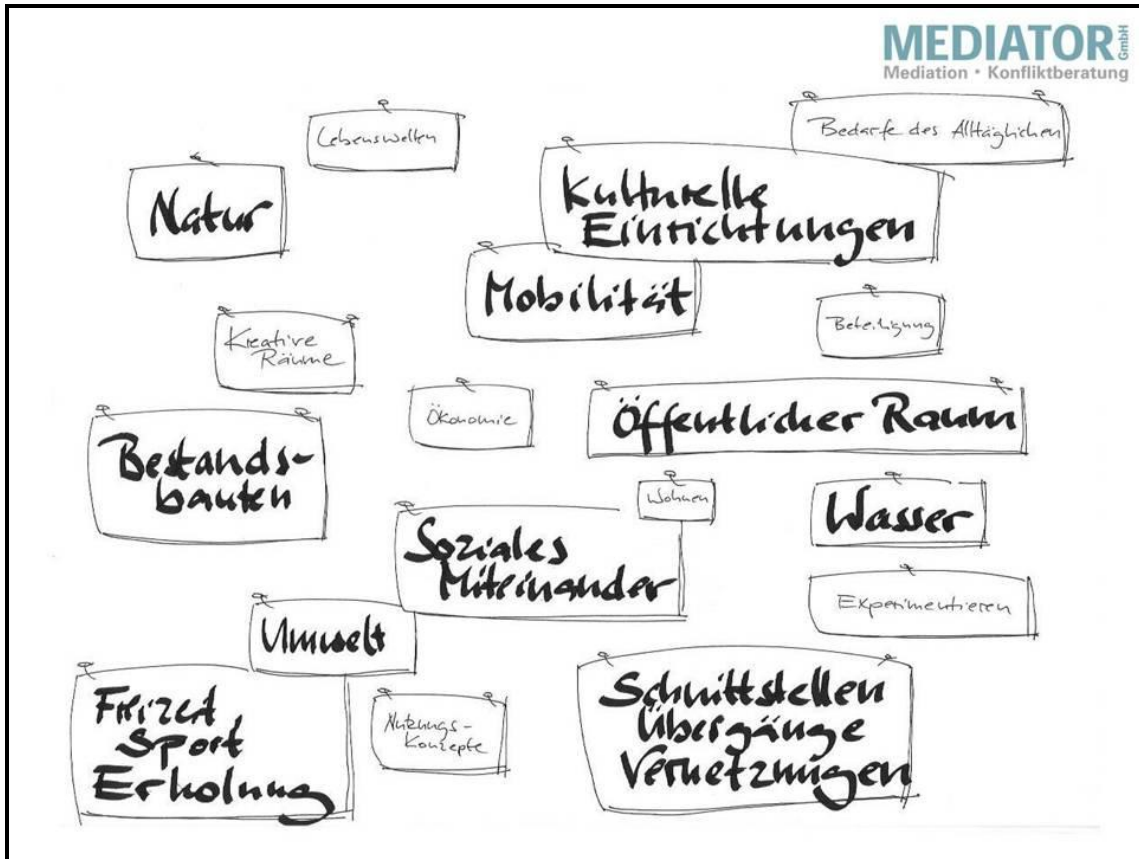 MEDIATOR GmbH
Mediation • Konfliktberatung
Lebenswelten
Bedarfe des Alltäglichen
Natur
Kulturelle
Einrichtungen
Mobilität
Kreative
Räume
Beteiligung
Ökonomie
Öffentlicher Raum
Bestands-
bauten
Wohnen
Wasser
Soziales
Miteinander
Experimentieren
Umwelt
Freizeit,
Sport
Erholung
Nutzungs-
Konzepte
Schnittstellen
Übergänge
Vernetzungen